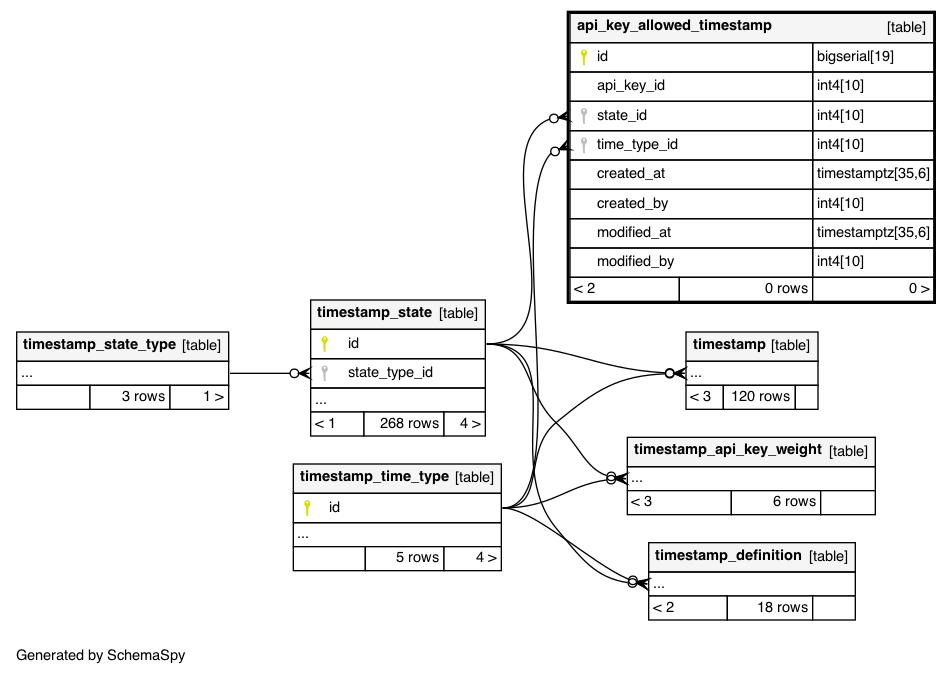 api_key_allowed_timestamp [table]
id bigserial[19]
api_key_id int4[10]
state_id int4[10]
time_type_id int4[10]
created_at timestamptz[35,6]
created_by int4[10]
modified_at timestamptz[35,6]
modified_by int4[10]
< 2 0 rows 0 >
timestamp_state_type [table]
...
3 rows 1 >
timestamp_state [table]
id
state_type_id
...
< 1 268 rows 4 >
timestamp [table]
...
< 3 120 rows
timestamp_time_type [table]
id
...
5 rows 4 >
timestamp_api_key_weight [table]
...
< 3 6 rows
timestamp_definition [table]
...
< 2 18 rows
Generated by SchemaSpy